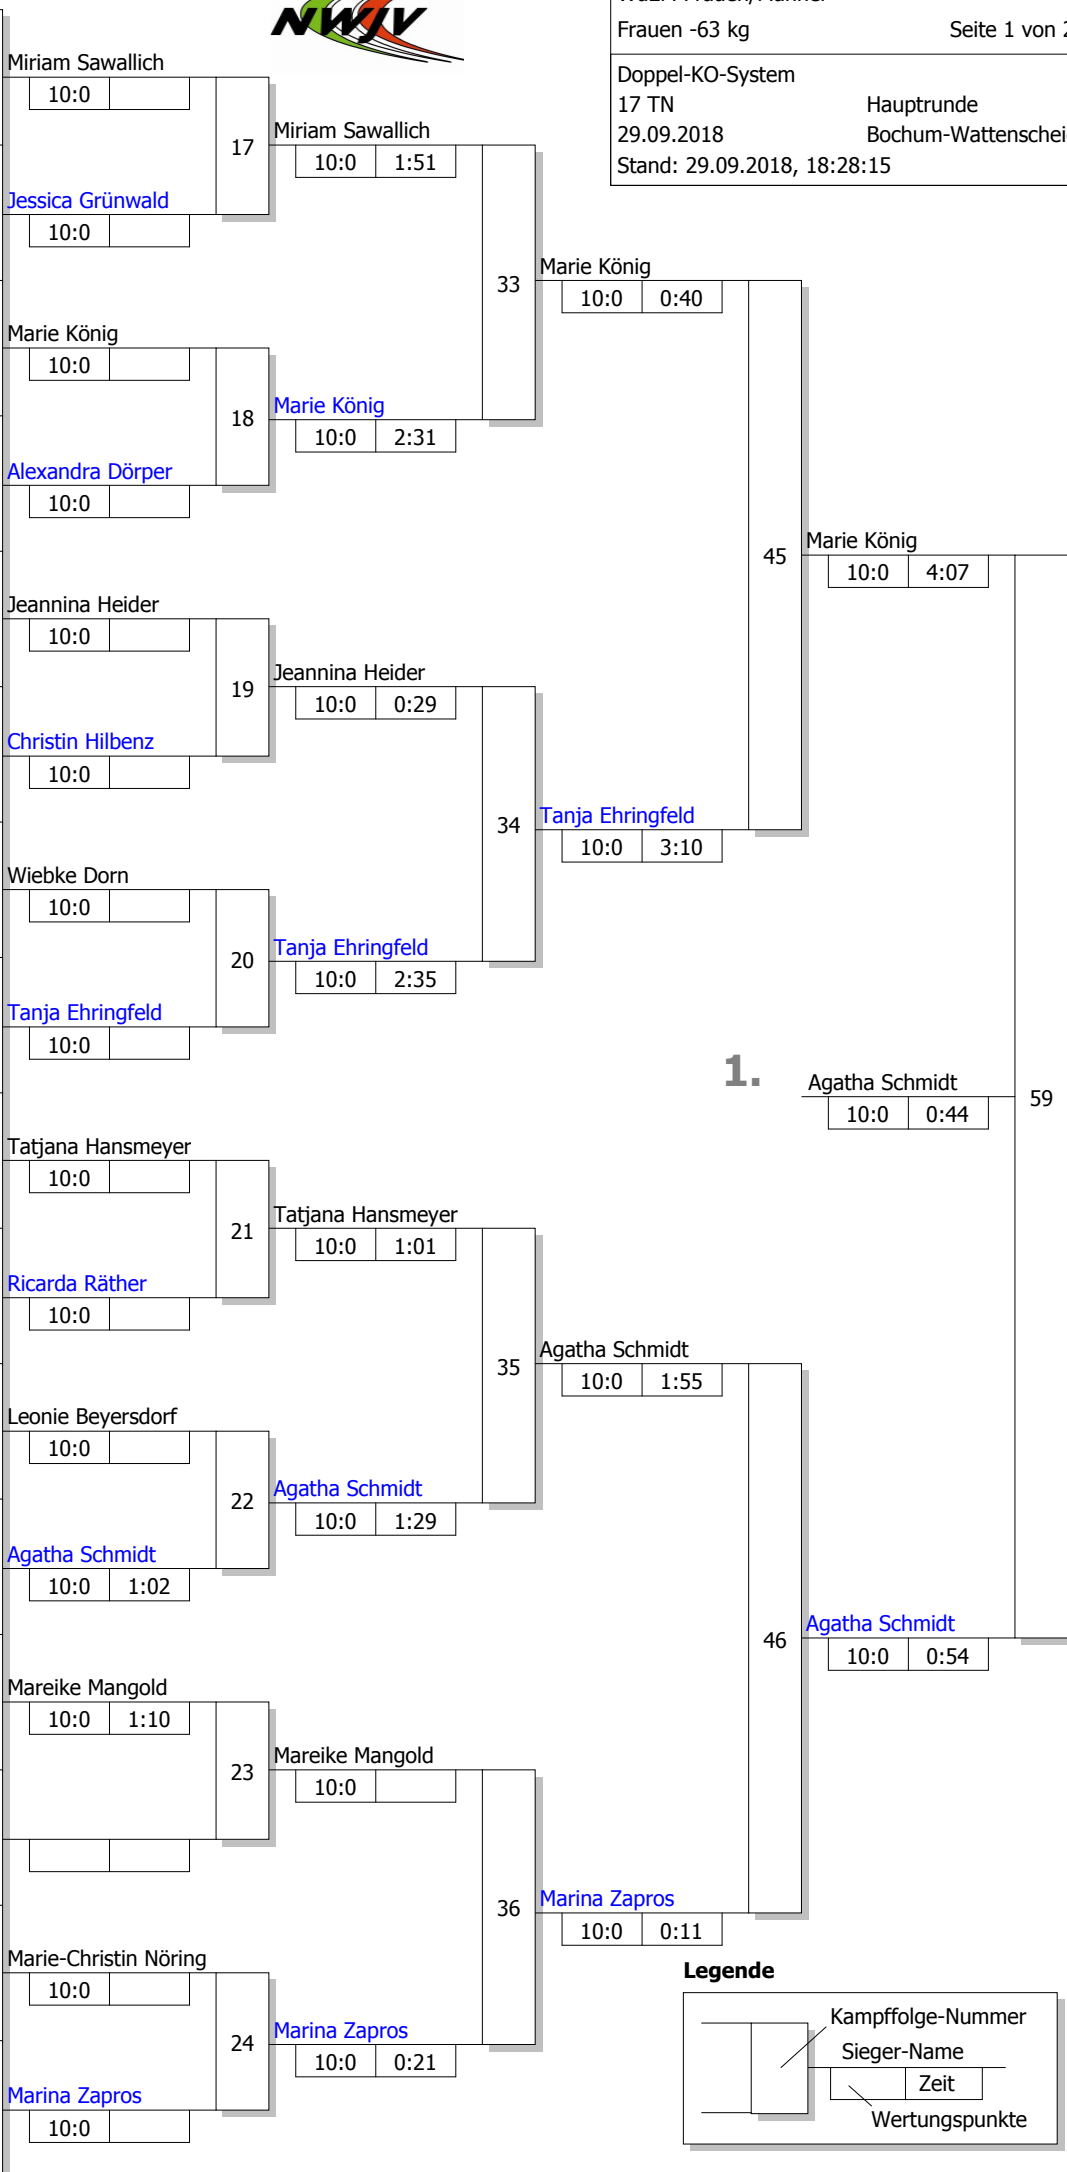 NWJV
Frauen -63 kg Seite 1 von 2
Doppel-KO-System
17 TN Hauptrunde
29.09.2018 Bochum-Wattenschei
Stand: 29.09.2018, 18:28:15
Miriam Sawallich
10:0
17
Miriam Sawallich
10:0 1:51
Jessica Grünwald
10:0
33
Marie König
10:0 0:40
Marie König
10:0
18
Marie König
10:0 2:31
Alexandra Dörper
10:0
45
Marie König
10:0 4:07
Jeannina Heider
10:0
19
Jeannina Heider
10:0 0:29
Christin Hilbenz
10:0
34
Tanja Ehringfeld
10:0 3:10
Wiebke Dorn
10:0
20
Tanja Ehringfeld
10:0 2:35
Tanja Ehringfeld
10:0
1.
Agatha Schmidt
10:0 0:44
59
Tatjana Hansmeyer
10:0
21
Tatjana Hansmeyer
10:0 1:01
Ricarda Räther
10:0
35
Agatha Schmidt
10:0 1:55
Leonie Beyersdorf
10:0
22
Agatha Schmidt
10:0 1:29
Agatha Schmidt
10:0 1:02
46
Agatha Schmidt
10:0 0:54
Mareike Mangold
10:0 1:10
23
Mareike Mangold
10:0
36
Marina Zapros
10:0 0:11
Marie-Christin Nöring
10:0
24
Marina Zapros
10:0 0:21
Marina Zapros
10:0
Legende
Kampffolge-Nummer
Sieger-Name
Zeit
Wertungspunkte